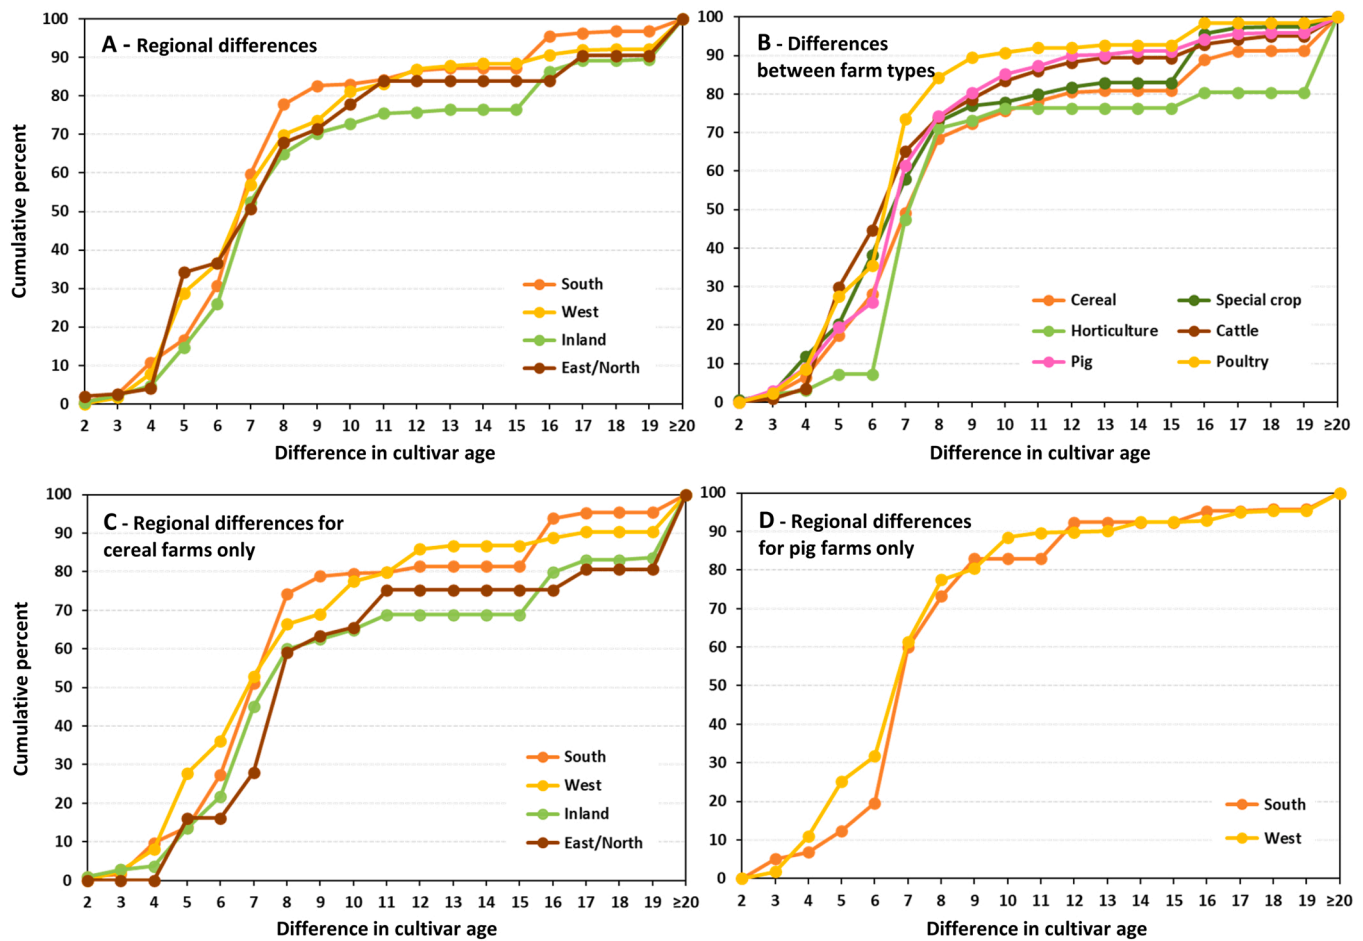 A - Regional differences
Cumulative percent
100
90
80
70
60
50
40
30
20
10
0
South
West
Inland
East/North
2 3 4 5 6 7 8 9 10 11 12 13 14 15 16 17 18 19 ≥20
Difference in cultivar age
B - Differences
between farm types
100
90
80
70
60
50
40
30
20
10
0
Cereal Special crop
Horticulture Cattle
Pig Poultry
2 3 4 5 6 7 8 9 10 11 12 13 14 15 16 17 18 19 ≥20
Difference in cultivar age
C - Regional differences for
cereal farms only
Cumulative percent
100
90
80
70
60
50
40
30
20
10
0
South
West
Inland
East/North
2 3 4 5 6 7 8 9 10 11 12 13 14 15 16 17 18 19 ≥20
Difference in cultivar age
D - Regional differences
for pig farms only
100
90
80
70
60
50
40
30
20
10
0
South
West
2 3 4 5 6 7 8 9 10 11 12 13 14 15 16 17 18 19 ≥20
Difference in cultivar age